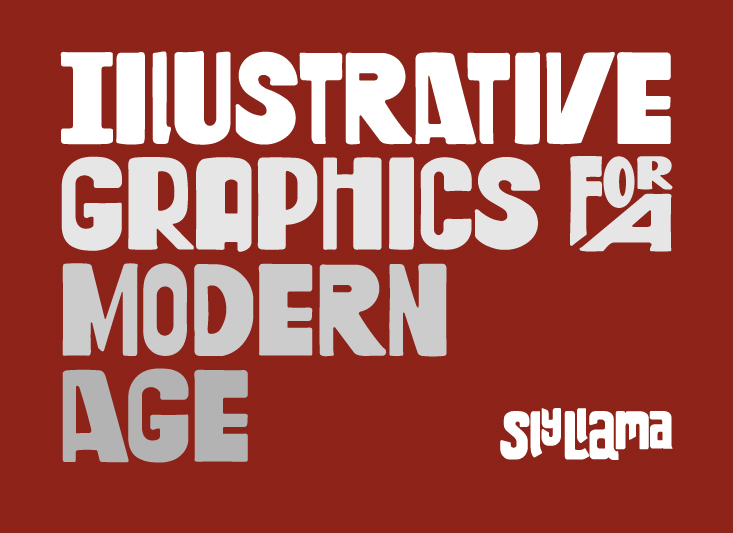 ILLUSTRATIVE
GRAPHICS FOR A
MODERN
AGE
Slyllama